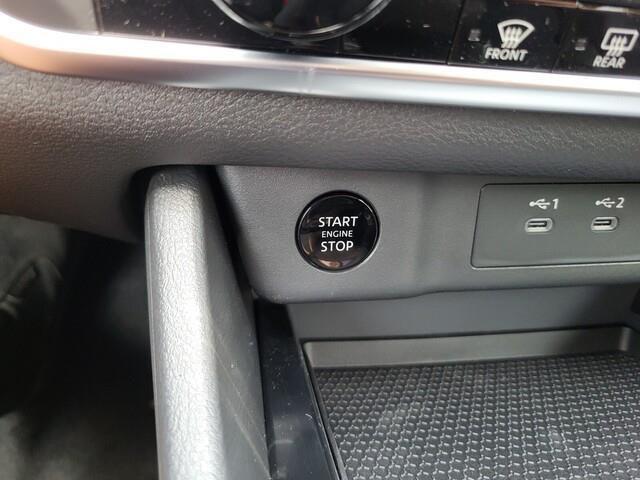 FRONT
REAR
START
ENGINE
STOP
1
2